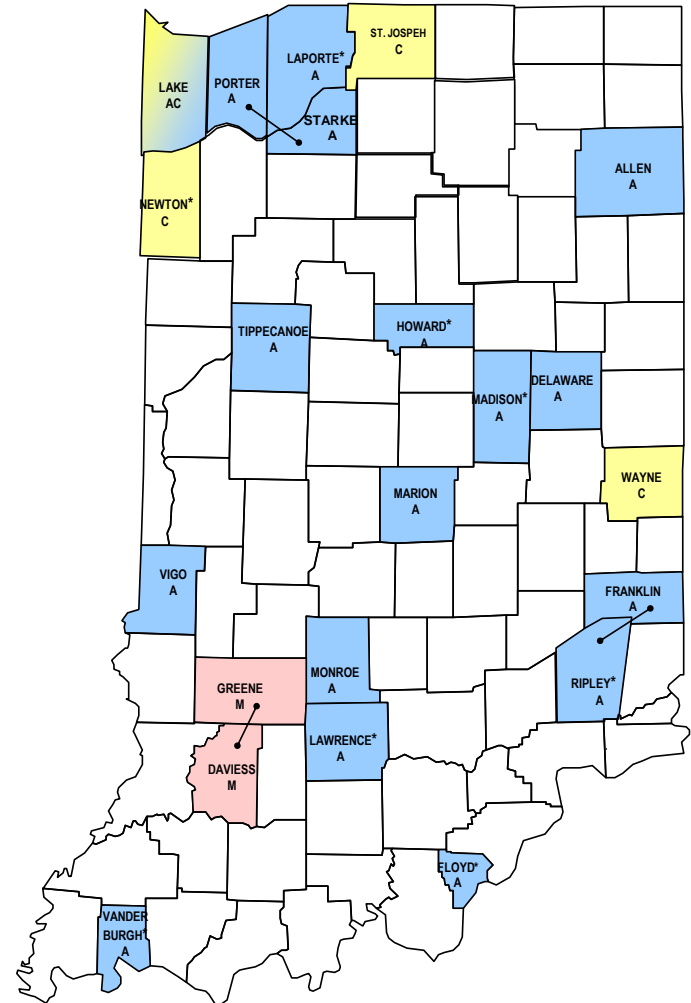 ST. JOSPEH
C
LAPORTE*
A
PORTER
A
LAKE
AC
STARKE
A
ALLEN
A
NEWTON*
C
TIPPECANOE
A
HOWARD*
A
MADISON*
A
DELAWARE
A
WAYNE
C
MARION
A
VIGO
A
FRANKLIN
A
MONROE
A
GREENE
M
RIPLEY*
A
LAWRENCE*
A
DAVIESS
M
FLOYD*
A
VANDER
BURGH*
A